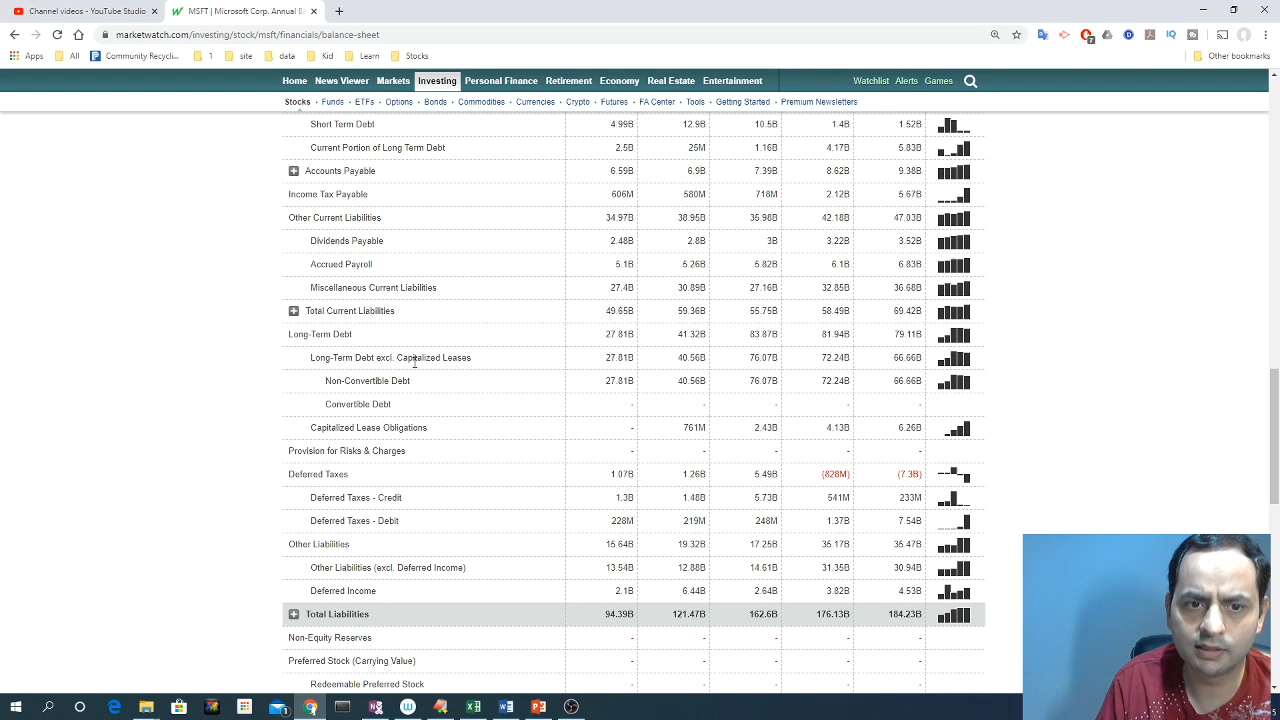 Channel videos - YouTube Studio
MSFT | Microsoft Corp. Annual B
marketwatch.com/investing/stock/msft/financials/balance-sheet
7
Apps All Community Recycli... 1 site data Kid Learn Stocks Other bookmarks
Home News Viewer Markets Investing Personal Finance Retirement Economy Real Estate Entertainment Watchlist Alerts Games
Stocks • Funds • ETFs • Options • Bonds • Commodities • Currencies • Crypto • Futures • FA Center • Tools • Getting Started • Premium Newsletters
Short Term Debt 4.99B 12.9B 10.5B 1.4B 1.52B
Current Portion of Long Term Debt 2.5B 25M 1.16B 4.17B 5.83B
Accounts Payable 6.59B 6.9B 7.39B 8.62B 9.38B
Income Tax Payable 606M 580M 718M 2.12B 5.67B
Other Current Liabilities 34.97B 38.95B 35.98B 42.18B 47.03B
Dividends Payable 2.48B 2.8B 3B 3.22B 3.52B
Accrued Payroll 5.1B 5.26B 5.82B 6.1B 6.83B
Miscellaneous Current Liabilities 27.4B 30.89B 27.16B 32.85B 36.68B
Total Current Liabilities 49.65B 59.36B 55.75B 58.49B 69.42B
Long-Term Debt 27.81B 41.32B 83.87B 81.94B 79.11B
Long-Term Debt excl. Capitalized Leases 27.81B 40.56B 76.07B 72.24B 66.66B
Non-Convertible Debt 27.81B 40.56B 76.07B 72.24B 66.66B
Convertible Debt - - - - -
Capitalized Lease Obligations - 761M 2.43B 4.13B 6.26B
Provision for Risks & Charges - - - - -
Deferred Taxes 1.07B 1.26B 5.49B (828M) (7.3B)
Deferred Taxes - Credit 1.3B 1.48B 5.73B 541M 233M
Deferred Taxes - Debit 228M 219M 248M 1.37B 7.54B
Other Liabilities 15.64B 19.32B 17.25B 35.17B 35.47B
Other Liabilities (excl. Deferred Income) 13.54B 12.88B 14.61B 31.35B 30.94B
Deferred Income 2.1B 6.44B 2.64B 3.82B 4.53B
Total Liabilities 94.39B 121.47B 162.6B 176.13B 184.23B
Non-Equity Reserves - - - - -
Preferred Stock (Carrying Value) - - - - -
Redeemable Preferred Stock - - - - -